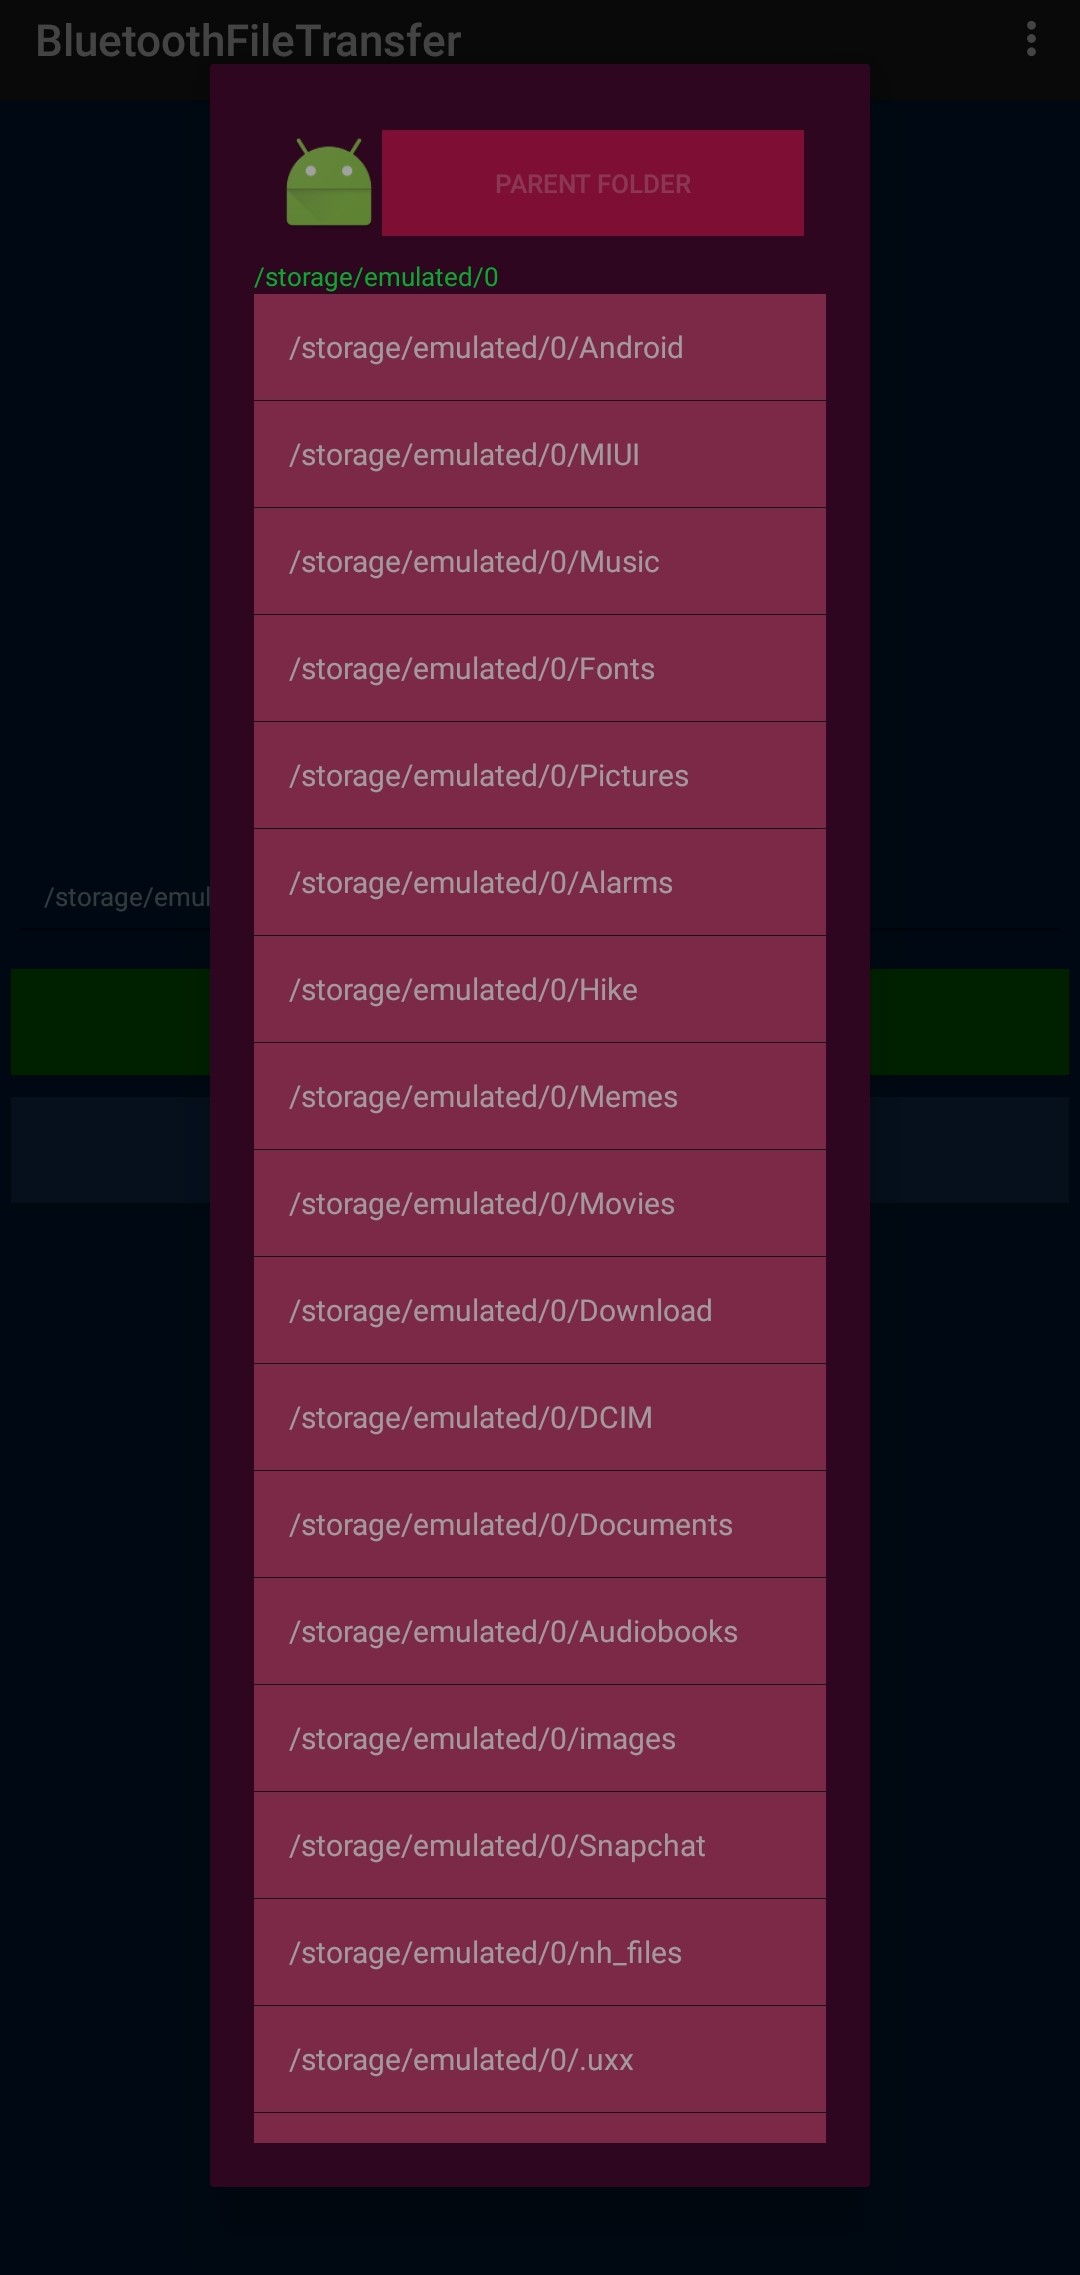 BluetoothFileTransfer
PARENT FOLDER
/storage/emulated/0
/storage/emulated/0/Android
/storage/emulated/0/MIUI
/storage/emulated/0/Music
/storage/emulated/0/Fonts
/storage/emulated/0/Pictures
/storage/emulated/0/Alarms
/storage/emul
/storage/emulated/0/Hike
/storage/emulated/0/Memes
/storage/emulated/0/Movies
/storage/emulated/0/Download
/storage/emulated/0/DCIM
/storage/emulated/0/Documents
/storage/emulated/0/Audiobooks
/storage/emulated/0/images
/storage/emulated/0/Snapchat
/storage/emulated/0/nh_files
/storage/emulated/0/.uxx